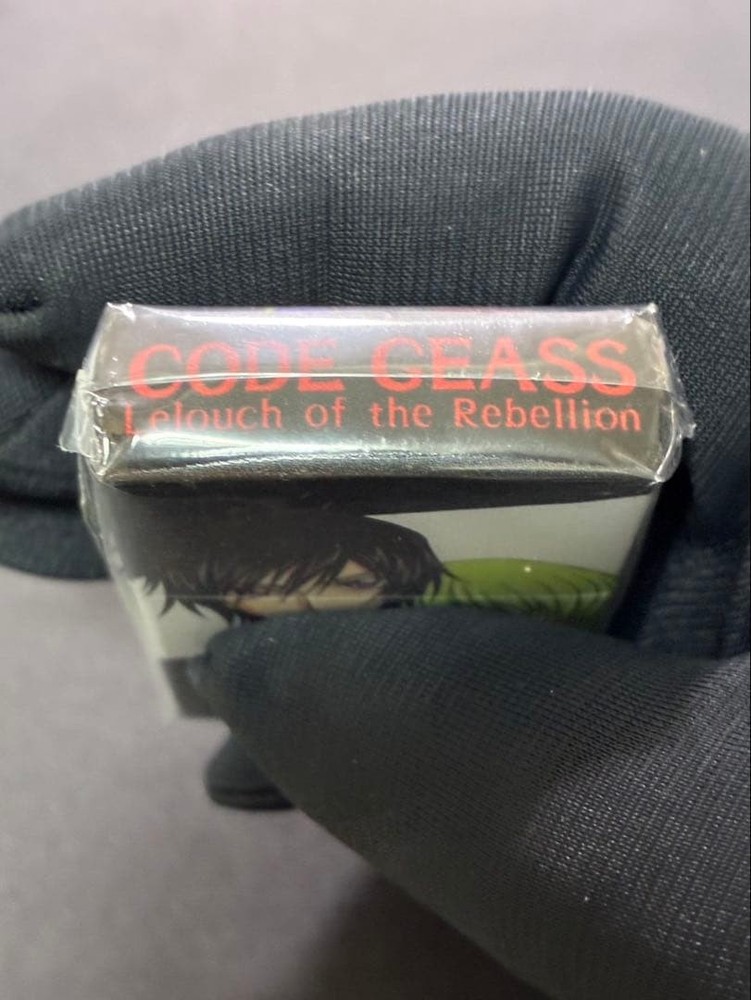 CODE GEASS
Lelouch of the Rebellion